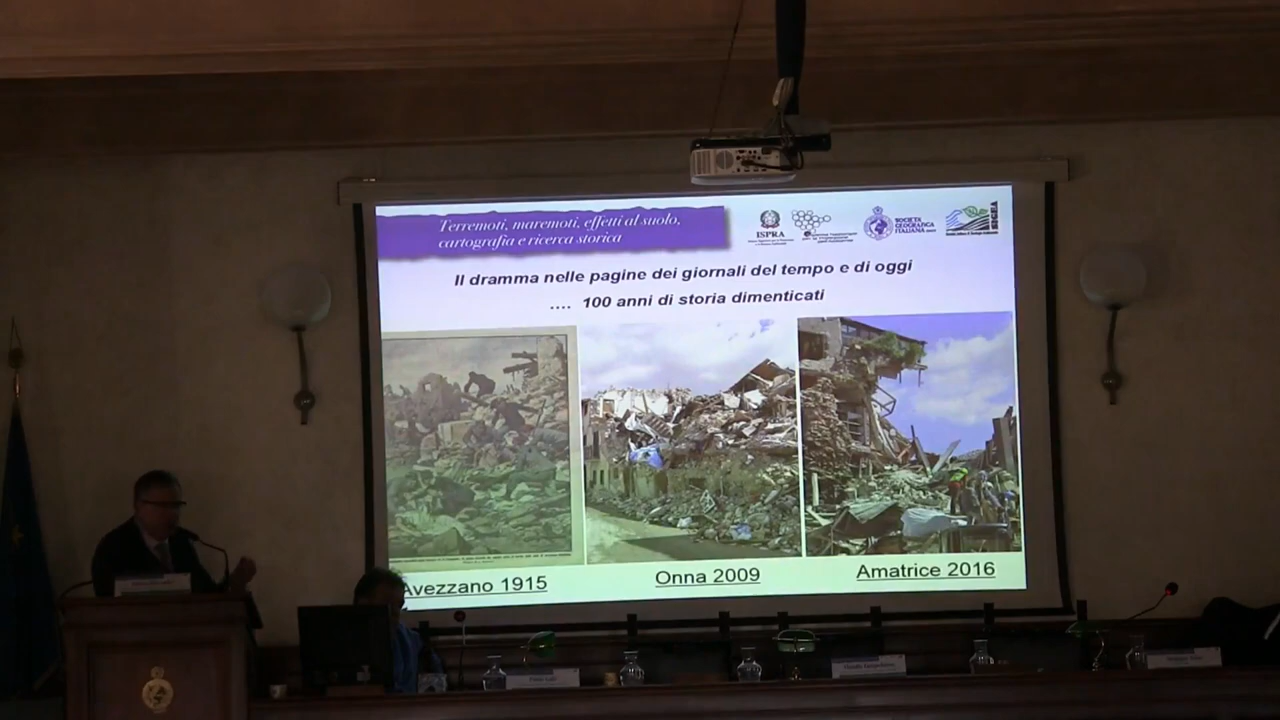 Terremoti, maremoti, effetti al suolo,
cartografia e ricerca storica
ISPRA
SOCIETÀ
GEOGRAFICA
ITALIANA
Il dramma nelle pagine dei giornali del tempo e di oggi
.... 100 anni di storia dimenticati
Avezzano 1915
Onna 2009
Amatrice 2016